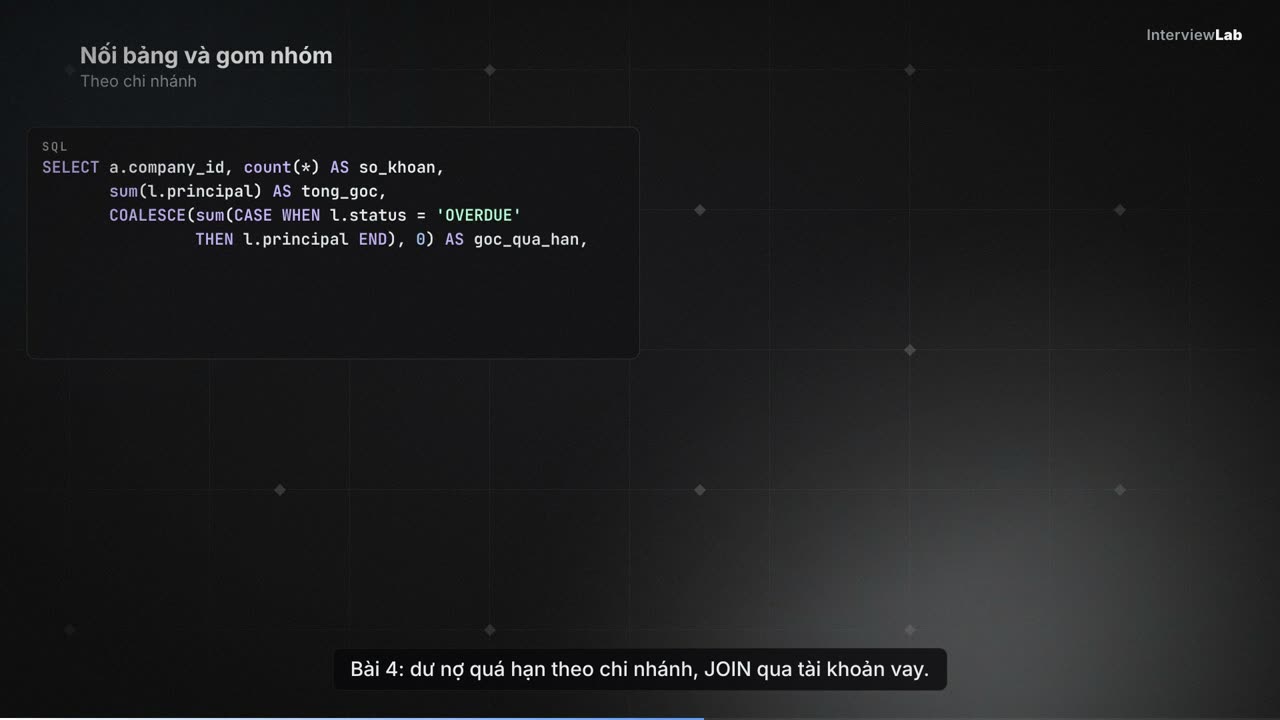 Nối bảng và gom nhóm
Theo chi nhánh
InterviewLab
SQL
SELECT a.company_id, count(*) AS so_khoan,
sum(l.principal) AS tong_goc,
COALESCE(sum(CASE WHEN l.status = 'OVERDUE'
THEN l.principal END), 0) AS goc_qua_han,
Bài 4: dư nợ quá hạn theo chi nhánh, JOIN qua tài khoản vay.